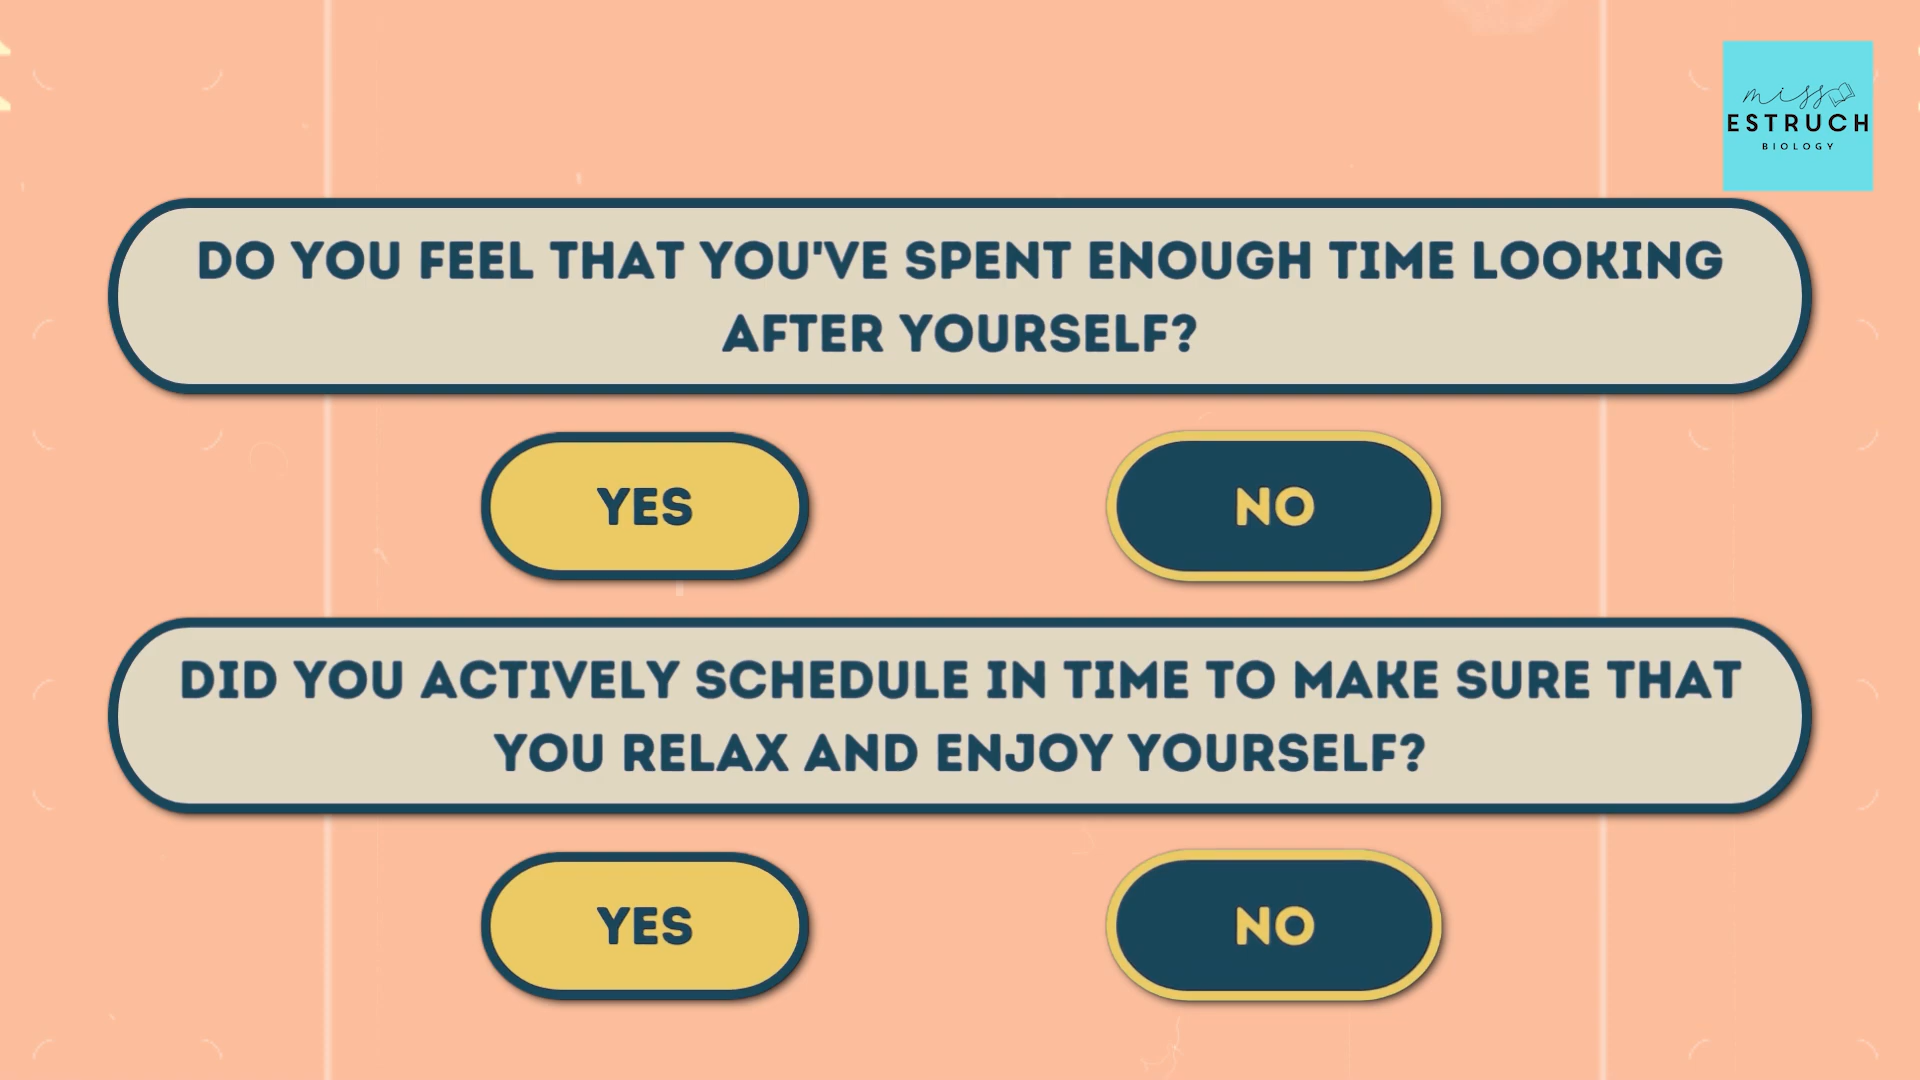 miss
ESTRUCH
BIOLOGY
DO YOU FEEL THAT YOU'VE SPENT ENOUGH TIME LOOKING
AFTER YOURSELF?
YES
NO
DID YOU ACTIVELY SCHEDULE IN TIME TO MAKE SURE THAT
YOU RELAX AND ENJOY YOURSELF?
YES
NO